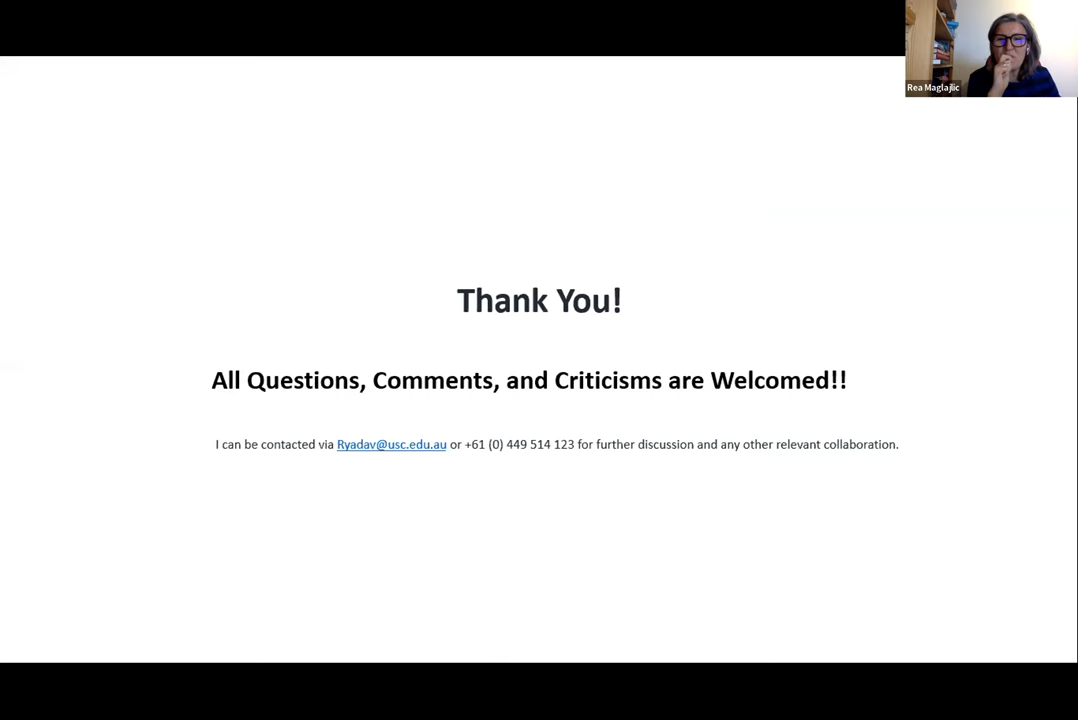 Rea Maglajlic
Thank You!
All Questions, Comments, and Criticisms are Welcomed!!
I can be contacted via Ryadav@usc.edu.au or +61 (0) 449 514 123 for further discussion and any other relevant collaboration.